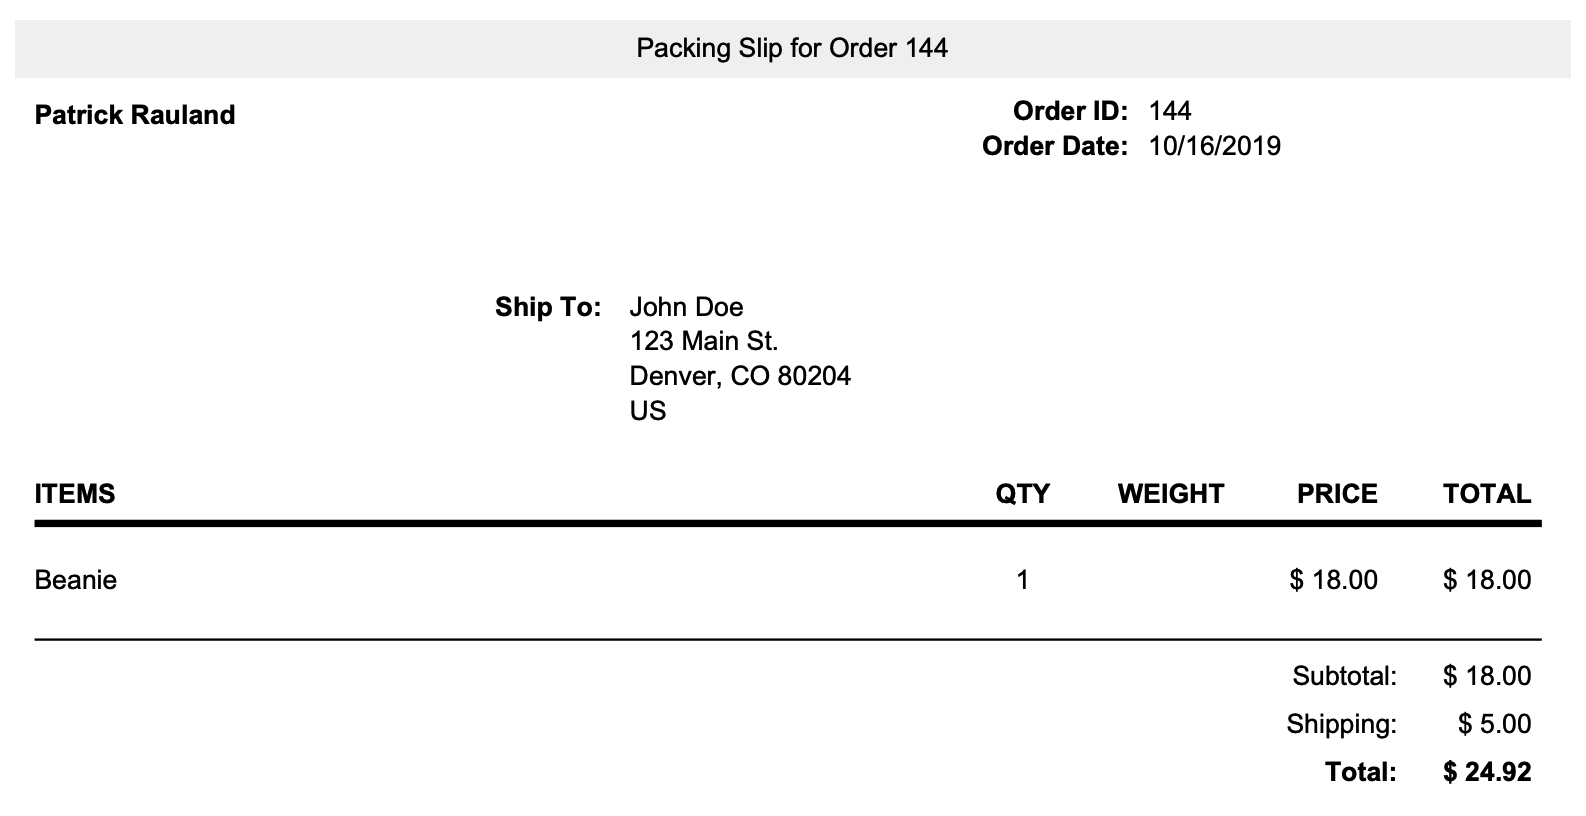 Packing Slip for Order 144
Patrick Rauland
Order ID: 144
Order Date: 10/16/2019
Ship To: John Doe
123 Main St.
Denver, CO 80204
US
ITEMS QTY WEIGHT PRICE TOTAL
Beanie 1 $ 18.00 $ 18.00
Subtotal: $ 18.00
Shipping: $ 5.00
Total: $ 24.92